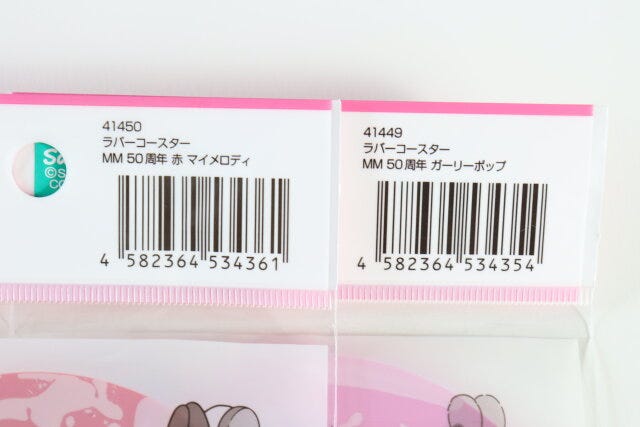 41450
ラバーコースター
MM 50周年 赤 マイメロディ
4 582364 534361
Sa
©S
CO
41449
ラバーコースター
MM 50周年 ガーリーポップ
4 582364 534354